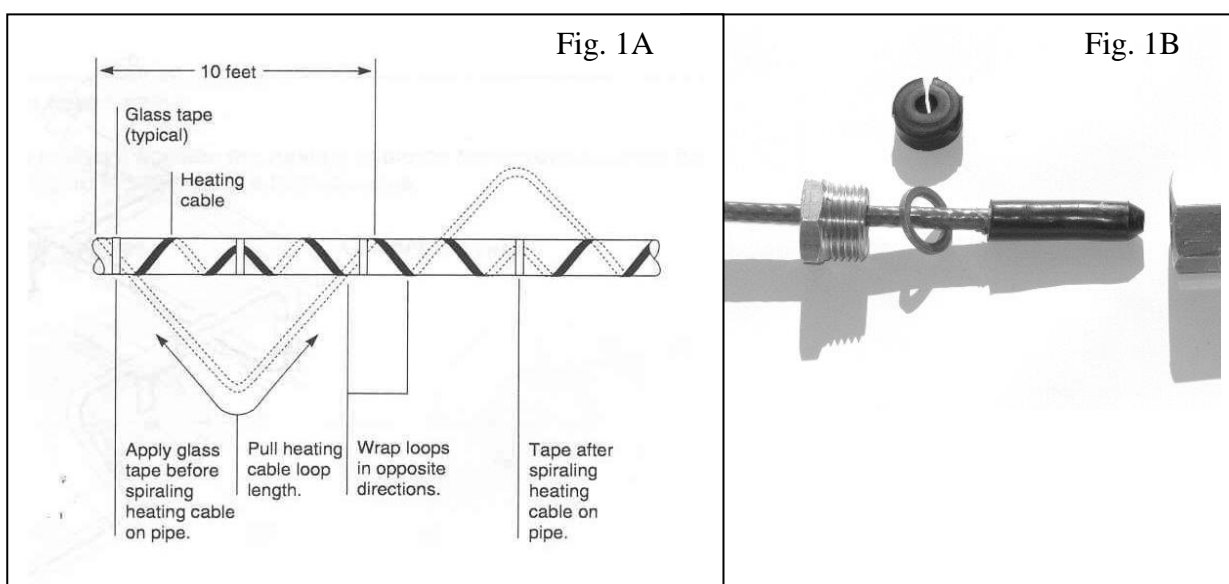 Fig. 1A
10 feet
Glass tape
(typical)
Heating
cable
Apply glass
tape before
spiraling
heating cable
on pipe.
Pull heating
cable loop
length.
Wrap loops
in opposite
directions.
Tape after
spiraling
heating
cable on
pipe.
Fig. 1B